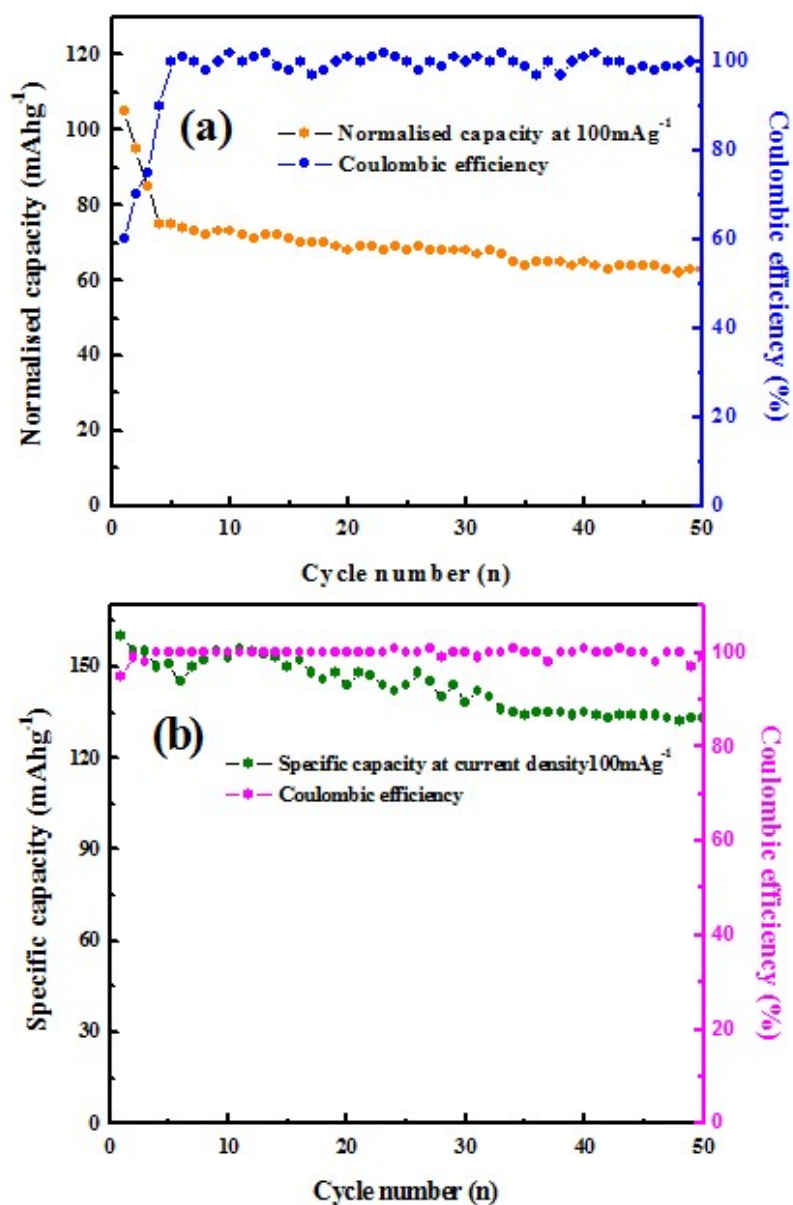 120
100
80
60
40
20
0
Normalised capacity (mAhg⁻¹)
(a)
Normalised capacity at 100mAg⁻¹
Coulombic efficiency
100
80
60
40
20
0
Coulombic efficiency (%)
0 10 20 30 40 50
Cycle number (n)
150
120
90
60
30
0
Specific capacity (mAhg⁻¹)
(b)
Specific capacity at current density100mAg⁻¹
Coulombic efficiency
100
80
60
40
20
0
Coulombic efficiency (%)
0 10 20 30 40 50
Cycle number (n)